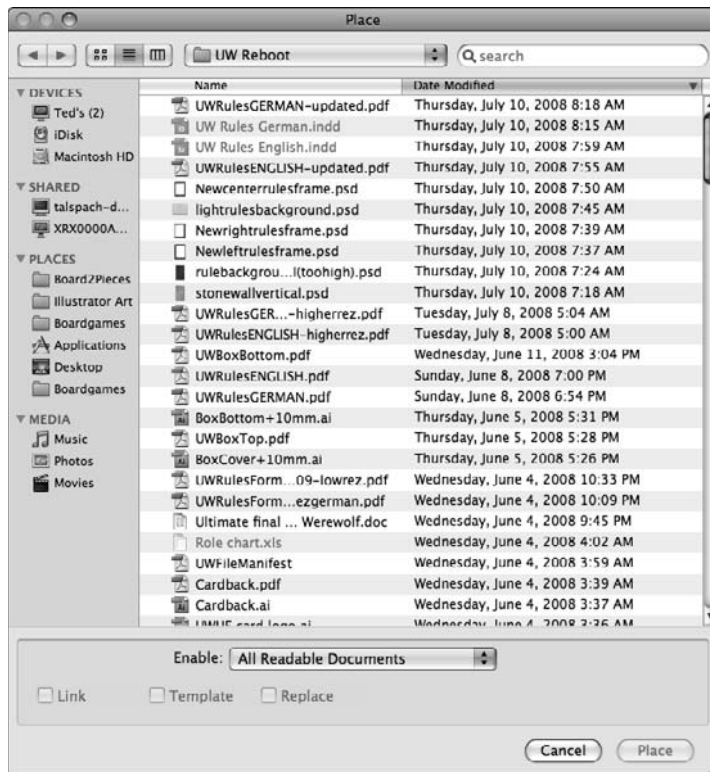 Place
UW Reboot
search
Name Date Modified
DEVICES
Ted's (2)
iDisk
Macintosh HD
SHARED
talspach-d...
XRX0000A...
PLACES
Board2Pieces
Illustrator Art
Boardgames
Applications
Desktop
Boardgames
MEDIA
Music
Photos
Movies
UWRulesGERMAN-updated.pdf Thursday, July 10, 2008 8:18 AM
UW Rules German.indd Thursday, July 10, 2008 8:15 AM
UW Rules English.indd Thursday, July 10, 2008 7:59 AM
UWRulesENGLISH-updated.pdf Thursday, July 10, 2008 7:55 AM
Newcenterrulesframe.psd Thursday, July 10, 2008 7:50 AM
lightrulesbackground.psd Thursday, July 10, 2008 7:45 AM
Newrightrulesframe.psd Thursday, July 10, 2008 7:39 AM
Newleftrulesframe.psd Thursday, July 10, 2008 7:37 AM
rulebackgrou...l(toohigh).psd Thursday, July 10, 2008 7:24 AM
stonewallvertical.psd Thursday, July 10, 2008 7:18 AM
UWRulesGER...-higherrez.pdf Tuesday, July 8, 2008 5:04 AM
UWRulesENGLISH-higherrez.pdf Tuesday, July 8, 2008 5:00 AM
UWBoxBottom.pdf Wednesday, June 11, 2008 3:04 PM
UWRulesENGLISH.pdf Sunday, June 8, 2008 7:00 PM
UWRulesGERMAN.pdf Sunday, June 8, 2008 6:54 PM
BoxBottom+10mm.ai Thursday, June 5, 2008 5:31 PM
UWBoxTop.pdf Thursday, June 5, 2008 5:28 PM
BoxCover+10mm.ai Thursday, June 5, 2008 5:26 PM
UWRulesForm...09-lowrez.pdf Wednesday, June 4, 2008 10:33 PM
UWRulesForm...ezgerman.pdf Wednesday, June 4, 2008 10:09 PM
Ultimate final ... Werewolf.doc Wednesday, June 4, 2008 9:45 PM
Role chart.xls Wednesday, June 4, 2008 4:02 AM
UWFileManifest Wednesday, June 4, 2008 3:59 AM
Cardback.pdf Wednesday, June 4, 2008 3:39 AM
Cardback.ai Wednesday, June 4, 2008 3:37 AM
Wednesday, June 4, 2008 3:36 AM
Enable: All Readable Documents
Link Template Replace
Cancel Place